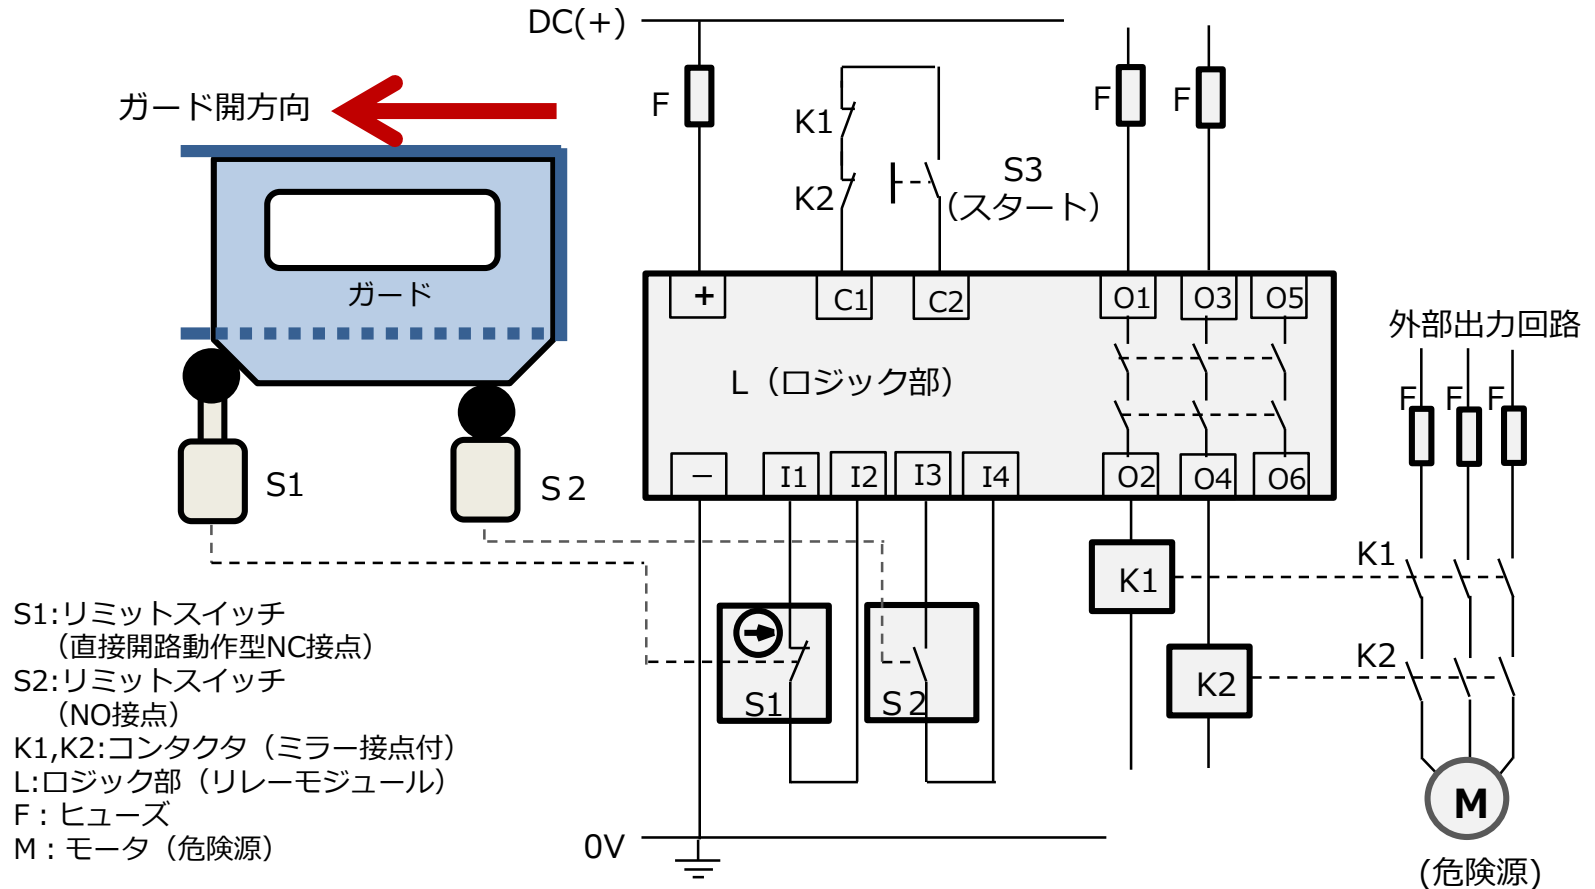 DC(+)
ガード開方向
F
K1
K2
S3
(スタート)
F
F
ガード
+
C1
C2
O1
O3
O5
外部出力回路
L(ロジック部)
F
F
F
S1
S2
−
I1
I2
I3
I4
O2
O4
O6
K1
K1
K2
K2
S1
S2
S1:リミットスイッチ
(直接開路動作型NC接点)
S2:リミットスイッチ
(NO接点)
K1,K2:コンタクタ(ミラー接点付)
L:ロジック部(リレーモジュール)
F:ヒューズ
M:モータ(危険源)
0V
M
(危険源)